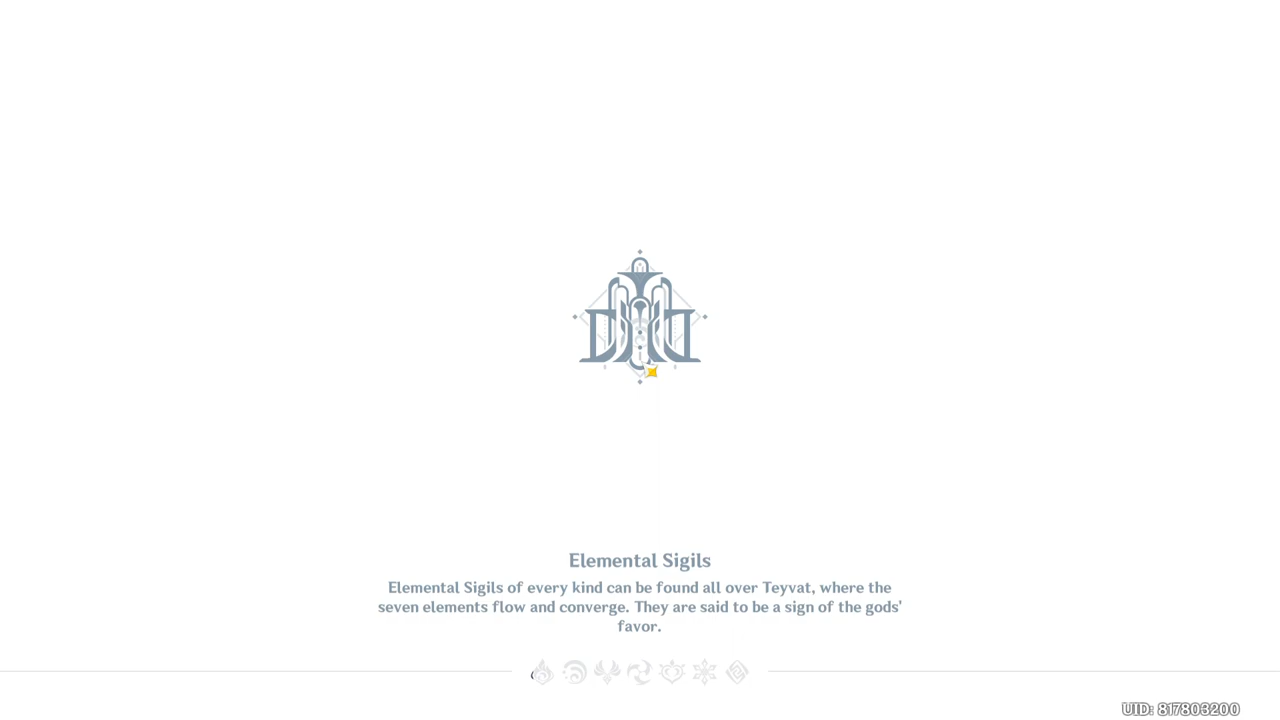 Elemental Sigils
Elemental Sigils of every kind can be found all over Teyvat, where the
seven elements flow and converge. They are said to be a sign of the gods'
favor.
UID: 817803200